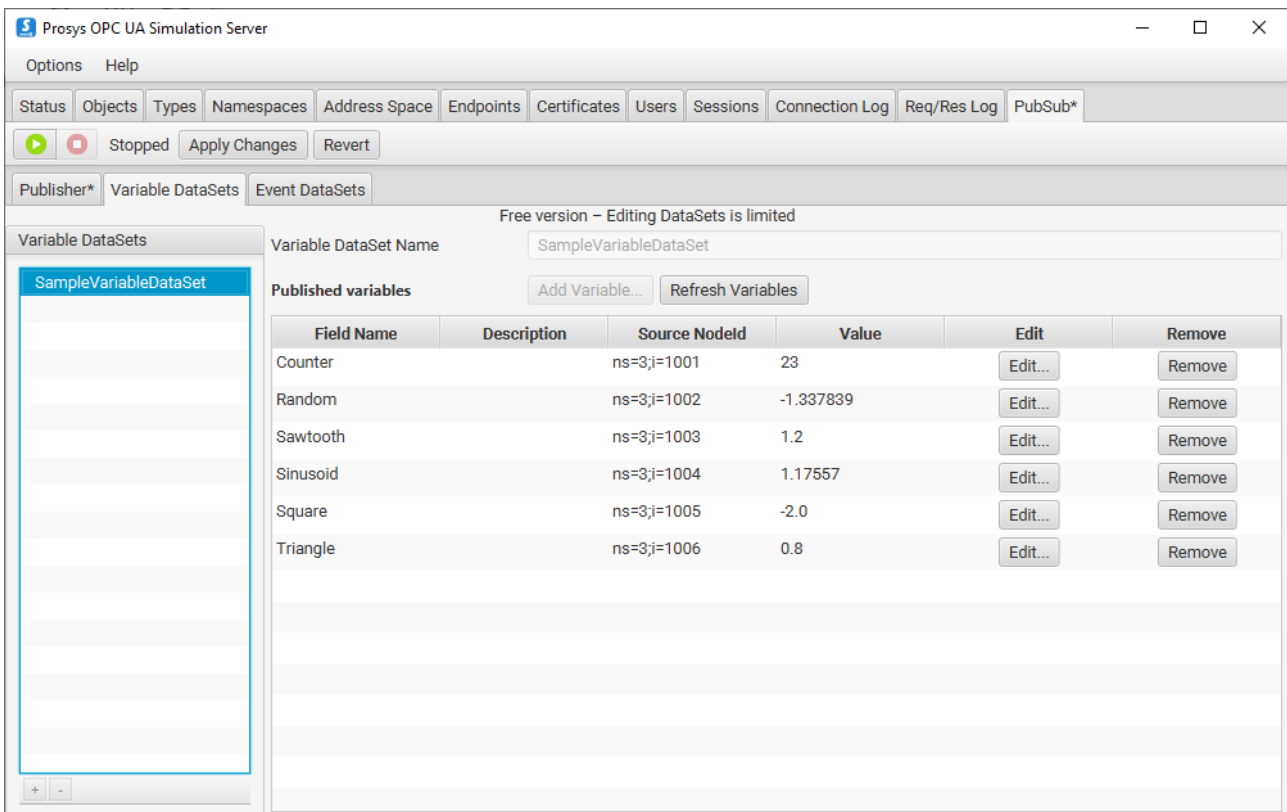 Prosys OPC UA Simulation Server
Options Help
Status Objects Types Namespaces Address Space Endpoints Certificates Users Sessions Connection Log Req/Res Log PubSub*
Stopped Apply Changes Revert
Publisher* Variable DataSets Event DataSets
Free version – Editing DataSets is limited
Variable DataSets
SampleVariableDataSet
+ -
Variable DataSet Name SampleVariableDataSet
Published variables Add Variable... Refresh Variables
Field Name Description Source NodeId Value Edit Remove
Counter ns=3;i=1001 23 Edit... Remove
Random ns=3;i=1002 -1.337839 Edit... Remove
Sawtooth ns=3;i=1003 1.2 Edit... Remove
Sinusoid ns=3;i=1004 1.17557 Edit... Remove
Square ns=3;i=1005 -2.0 Edit... Remove
Triangle ns=3;i=1006 0.8 Edit... Remove